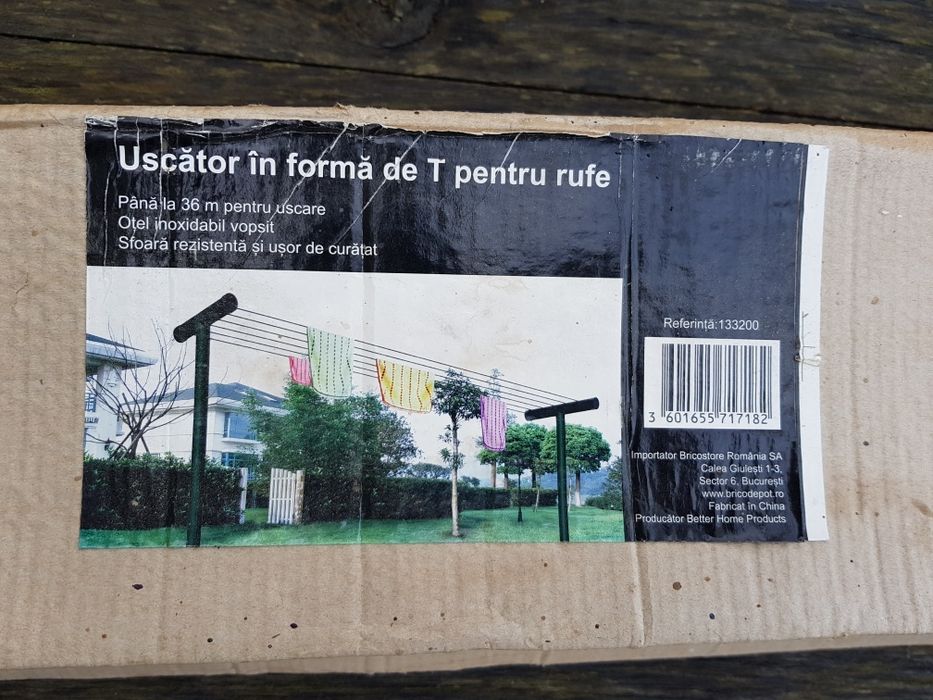 Uscător în formă de T pentru rufe
Până la 36 m pentru uscare
Oțel inoxidabil vopsit
Sfoară rezistentă și ușor de curățat
Referință:133200
3 601655 717182
Importator Bricostore România SA
Calea Giulești 1-3,
Sector 6, București
www.bricodepot.ro
Fabricat în China
Producător Better Home Products